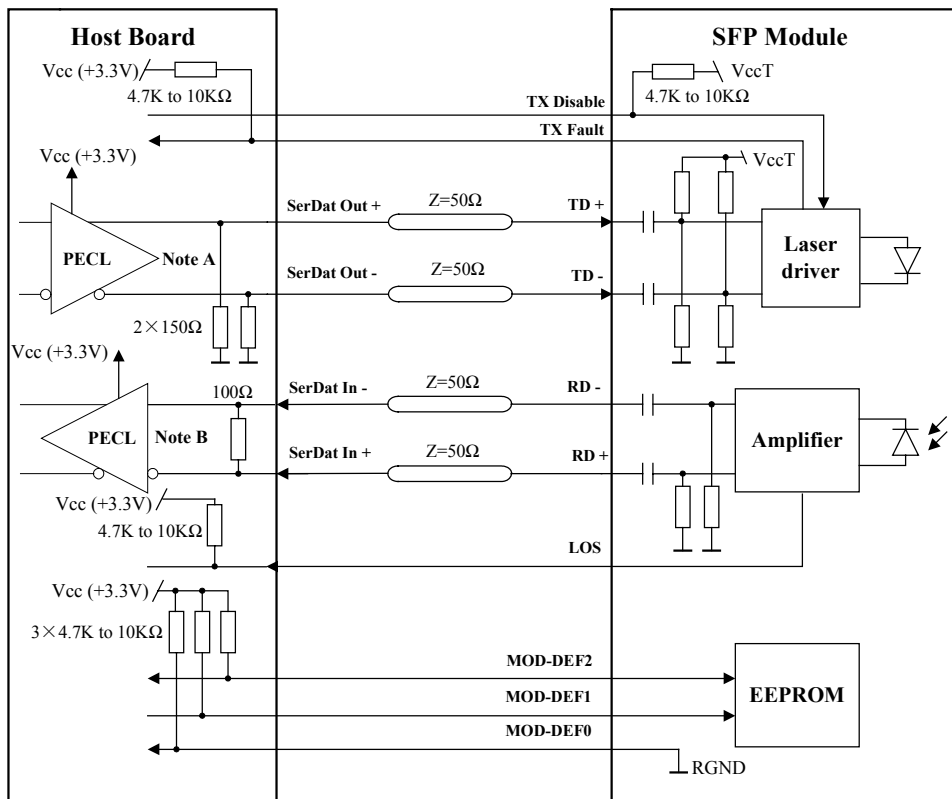 Host Board
SFP Module
Vcc (+3.3V)
4.7K to 10KΩ
VccT
4.7K to 10KΩ
TX Disable
TX Fault
Vcc (+3.3V)
VccT
SerDat Out +
Z=50Ω
TD +
PECL
Note A
Laser
driver
SerDat Out -
Z=50Ω
TD -
2×150Ω
Vcc (+3.3V)
100Ω
SerDat In -
Z=50Ω
RD -
PECL
Note B
Amplifier
SerDat In +
Z=50Ω
RD +
Vcc (+3.3V)
4.7K to 10KΩ
LOS
Vcc (+3.3V)
3×4.7K to 10KΩ
MOD-DEF2
MOD-DEF1
EEPROM
MOD-DEF0
RGND